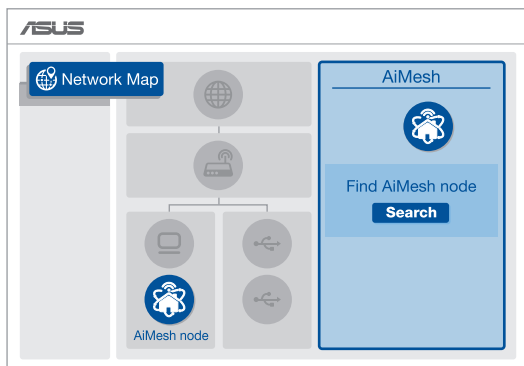 ASUS
Network Map
AiMesh
Find AiMesh node
Search
AiMesh node